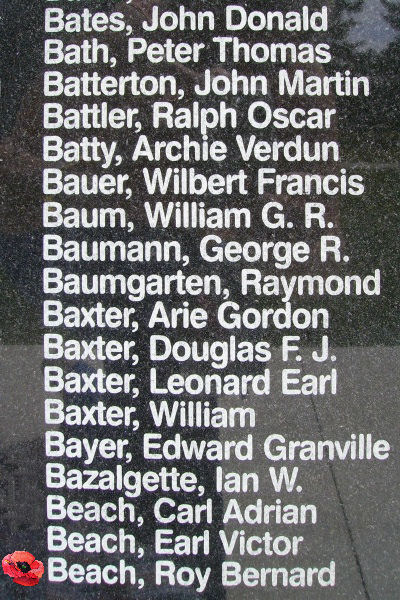 Bates, John Donald
Bath, Peter Thomas
Batterton, John Martin
Battler, Ralph Oscar
Batty, Archie Verdun
Bauer, Wilbert Francis
Baum, William G. R.
Baumann, George R.
Baumgarten, Raymond
Baxter, Arie Gordon
Baxter, Douglas F. J.
Baxter, Leonard Earl
Baxter, William
Bayer, Edward Granville
Bazalgette, Ian W.
Beach, Carl Adrian
Beach, Earl Victor
Beach, Roy Bernard